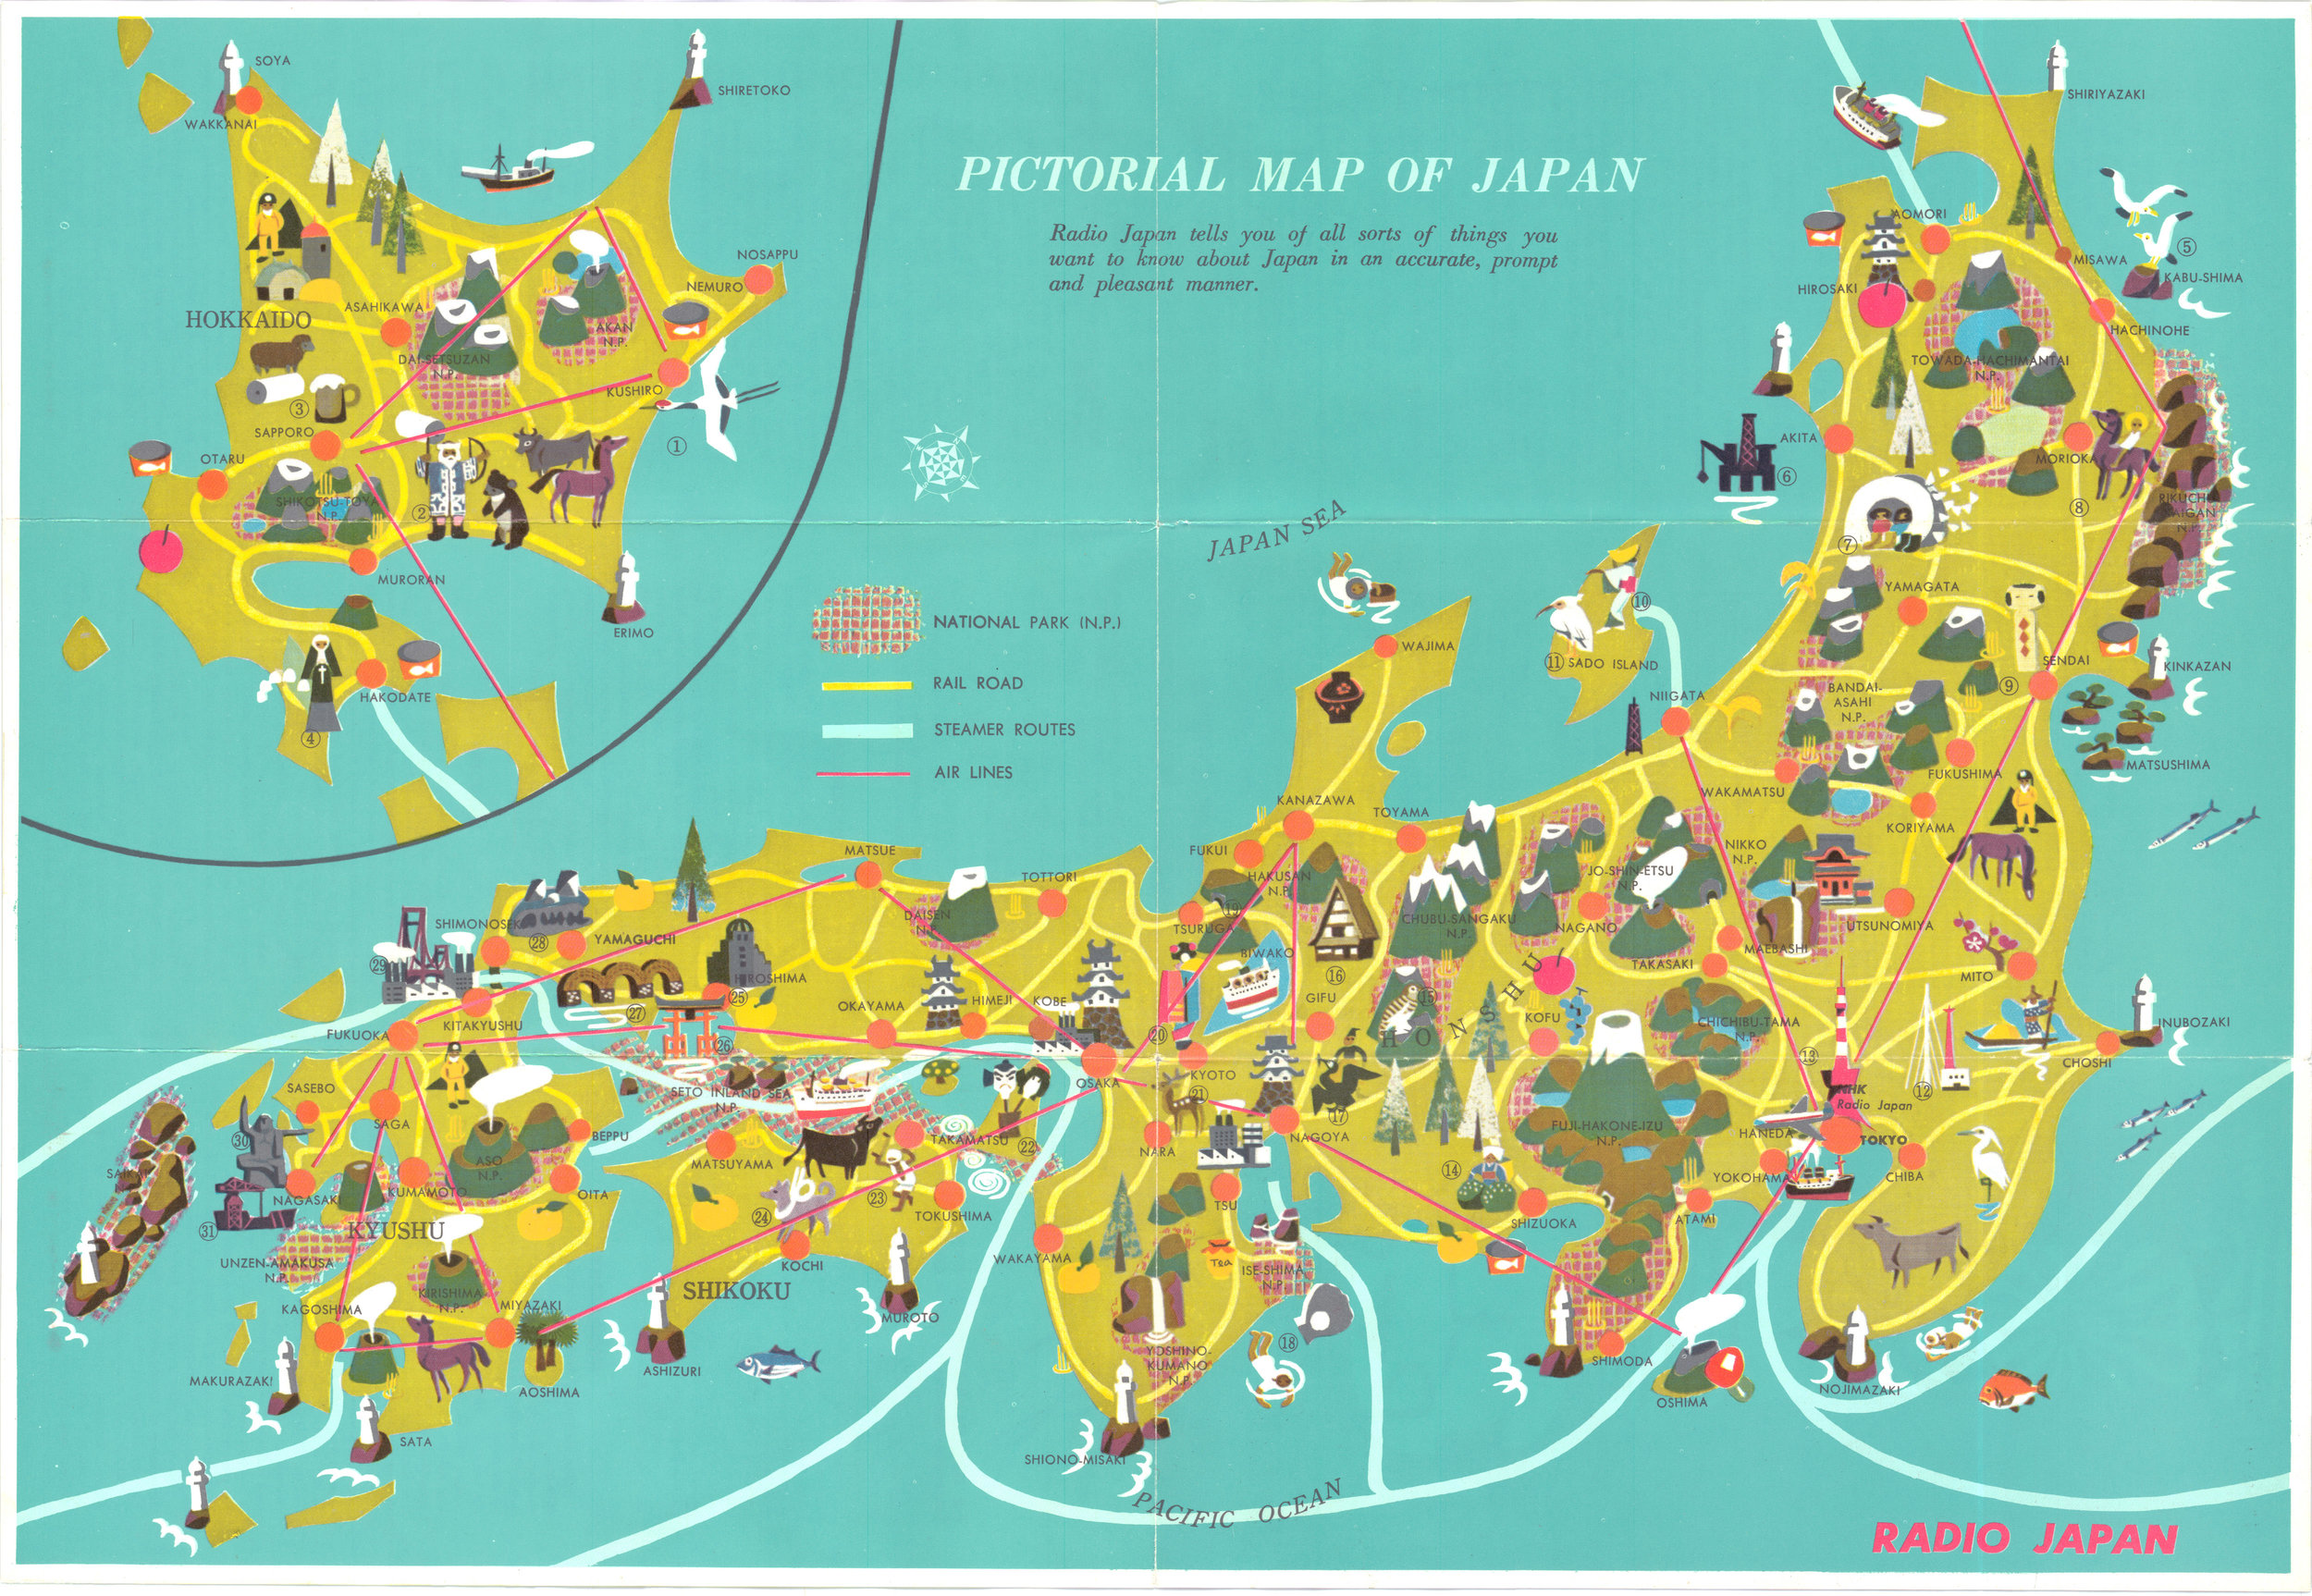 PICTORIAL MAP OF JAPAN
Radio Japan tells you of all sorts of things you
want to know about Japan in an accurate, prompt
and pleasant manner.
SOYA
WAKKANAI
SHIRETOKO
NOSAPPU
NEMURO
ASAHIKAWA
HOKKAIDO
AKAN
N.P.
DAI-SETSUZAN
N.P.
KUSHIRO
①
③
SAPPORO
OTARU
SHIKOTSU-TOYA
N.P.
②
MURORAN
ERIMO
HAKODATE
④
NATIONAL PARK (N.P.)
RAIL ROAD
STEAMER ROUTES
AIR LINES
JAPAN SEA
SHIRIYAZAKI
AOMORI
MISAWA
⑤
KABU-SHIMA
HIROSAKI
HACHINOHE
TOWADA-HACHIMANTAI
N.P.
AKITA
⑥
MORIOKA
⑧
RIKUCHU
KAIGAN
N.P.
⑦
YAMAGATA
SENDAI
⑨
KINKAZAN
MATSUSHIMA
BANDAI-
ASAHI
N.P.
FUKUSHIMA
WAKAMATSU
KORIYAMA
⑩
⑪ SADO ISLAND
NIIGATA
WAJIMA
KANAZAWA
TOYAMA
FUKUI
HAKUSAN
N.P.
⑲
TSURUGA
BIWAKO
⑯
GIFU
CHUBU-SANGAKU
N.P.
⑮
JO-SHIN-ETSU
N.P.
NAGANO
NIKKO
N.P.
UTSUNOMIYA
MAEBASHI
TAKASAKI
MITO
HONSHU
KOFU
CHICHIBU-TAMA
N.P.
⑬
⑫
NHK
Radio Japan
INUBOZAKI
CHOSHI
HANEDA
TOKYO
YOKOHAMA
CHIBA
FUJI-HAKONE-IZU
N.P.
⑭
SHIZUOKA
ATAMI
SHIMODA
OSHIMA
NOJIMAZAKI
MATSUE
TOTTORI
DAISEN
N.P.
SHIMONOSEKI
㉘
YAMAGUCHI
㉙
HIROSHIMA
㉕
OKAYAMA
HIMEJI
KOBE
⑳
㉗
㉖
KITAKYUSHU
FUKUOKA
OSAKA
KYOTO
㉑
⑰
NAGOYA
NARA
TSU
Tea
ISE-SHIMA
N.P.
⑱
WAKAYAMA
YOSHINO-
KUMANO
N.P.
SHIONO-MISAKI
SETO INLAND SEA
N.P.
TAKAMATSU
㉒
MATSUYAMA
㉓
TOKUSHIMA
㉔
KOCHI
SHIKOKU
MUROTO
ASHIZURI
SASEBO
SAGA
BEPPU
㉚
ASO
N.P.
SAIKAI
N.P.
NAGASAKI
KUMAMOTO
OITA
㉛
KYUSHU
UNZEN-AMAKUSA
N.P.
KIRISHIMA
N.P.
KAGOSHIMA
MIYAZAKI
MAKURAZAKI
AOSHIMA
SATA
PACIFIC OCEAN
RADIO JAPAN